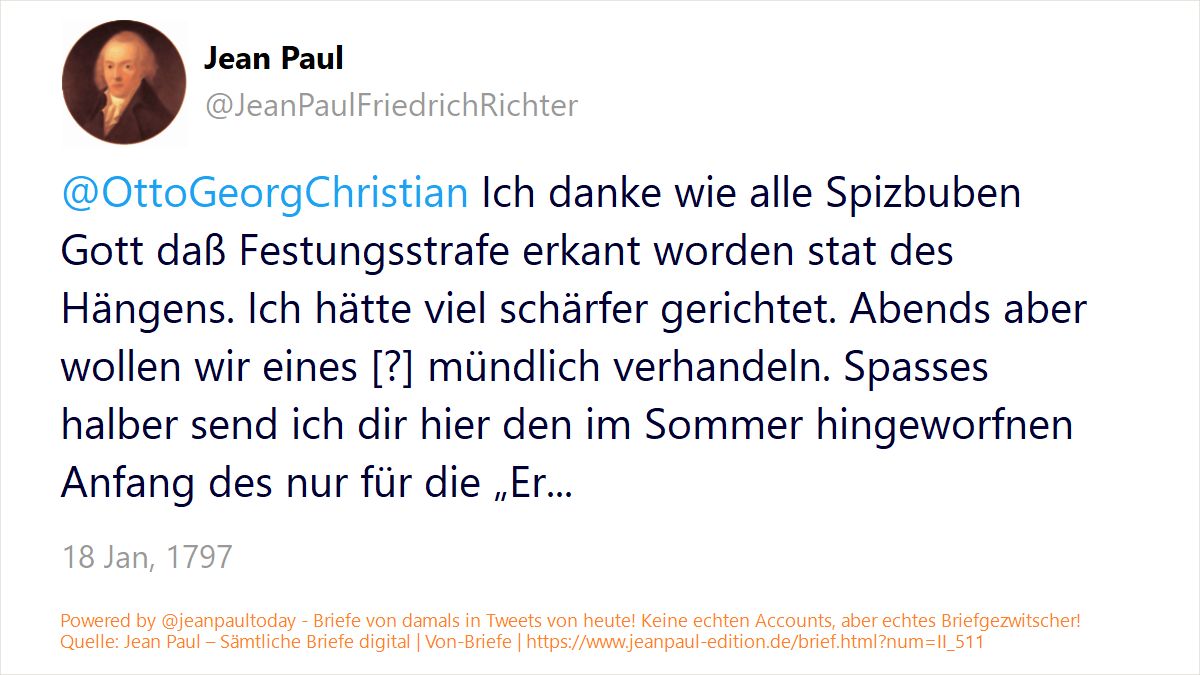 Jean Paul
@JeanPaulFriedrichRichter
@OttoGeorgChristian Ich danke wie alle Spizbuben
Gott daß Festungsstrafe erkant worden stat des
Hängens. Ich hätte viel schärfer gerichtet. Abends aber
wollen wir eines [?] mündlich verhandeln. Spasses
halber send ich dir hier den im Sommer hingeworfnen
Anfang des nur für die „Er...
18 Jan, 1797
Powered by @jeanpaultoday - Briefe von damals in Tweets von heute! Keine echten Accounts, aber echtes Briefgezwitscher!
Quelle: Jean Paul – Sämtliche Briefe digital | Von-Briefe | https://www.jeanpaul-edition.de/brief.html?num=II_511